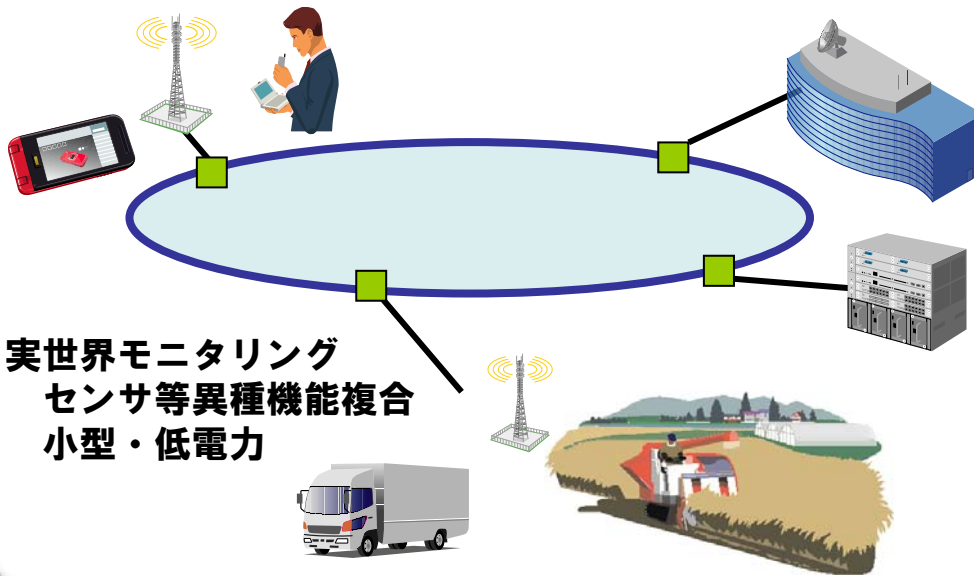 実世界モニタリング
センサ等異種機能複合
小型・低電力